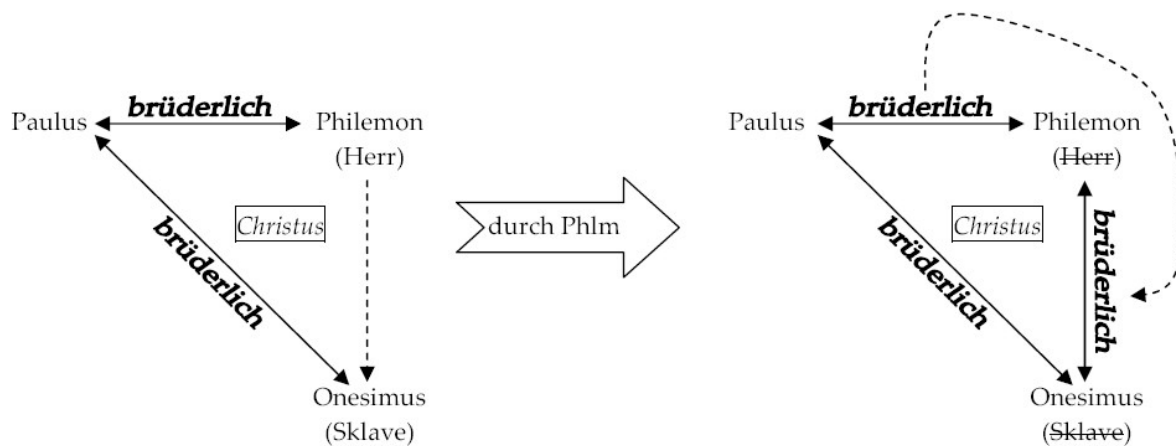 brüderlich
Paulus
Philemon
(Herr)
Christus
brüderlich
Onesimus
(Sklave)
durch Phlm
brüderlich
Paulus
Philemon
(Herr)
Christus
brüderlich
brüderlich
Onesimus
(Sklave)